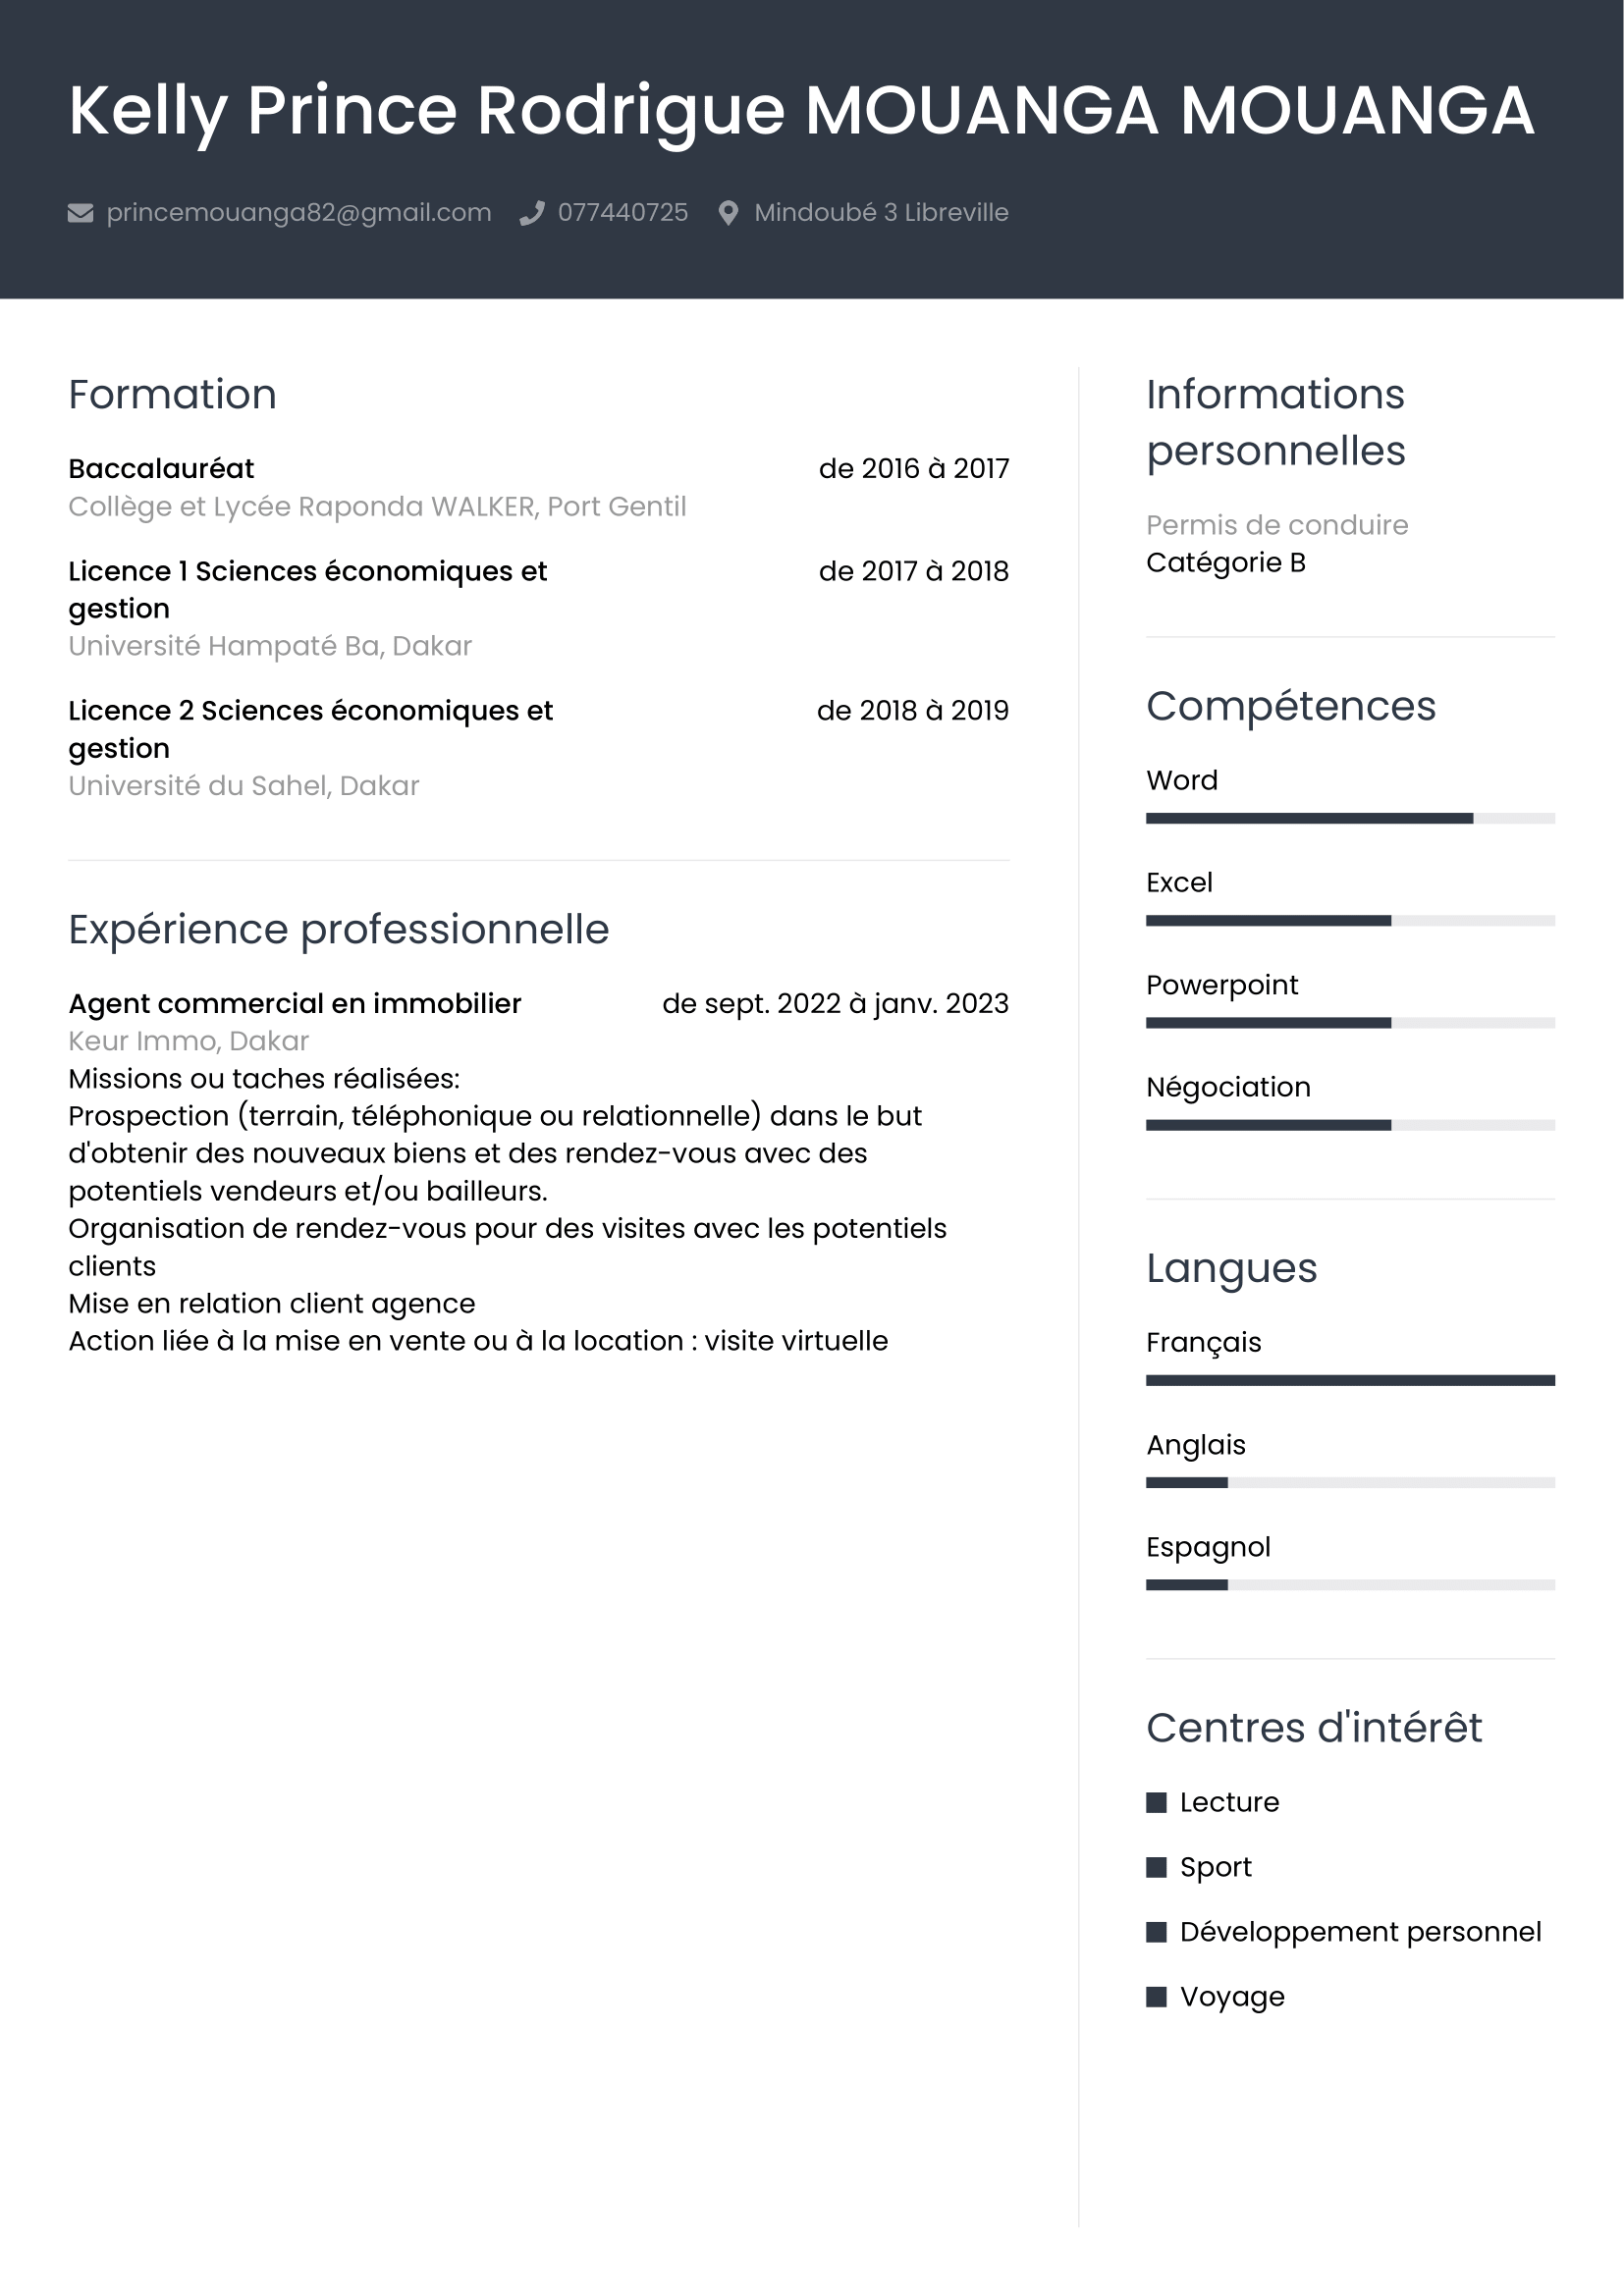 Kelly Prince Rodrigue MOUANGA MOUANGA
princemouanga82@gmail.com 077440725 Mindoubé 3 Libreville
Formation
Baccalauréat de 2016 à 2017
Collège et Lycée Raponda WALKER, Port Gentil
Licence 1 Sciences économiques et de 2017 à 2018
gestion
Université Hampaté Ba, Dakar
Licence 2 Sciences économiques et de 2018 à 2019
gestion
Université du Sahel, Dakar
Expérience professionnelle
Agent commercial en immobilier de sept. 2022 à janv. 2023
Keur Immo, Dakar
Missions ou taches réalisées:
Prospection (terrain, téléphonique ou relationnelle) dans le but
d'obtenir des nouveaux biens et des rendez-vous avec des
potentiels vendeurs et/ou bailleurs.
Organisation de rendez-vous pour des visites avec les potentiels
clients
Mise en relation client agence
Action liée à la mise en vente ou à la location : visite virtuelle
Informations
personnelles
Permis de conduire
Catégorie B
Compétences
Word
Excel
Powerpoint
Négociation
Langues
Français
Anglais
Espagnol
Centres d'intérêt
Lecture
Sport
Développement personnel
Voyage